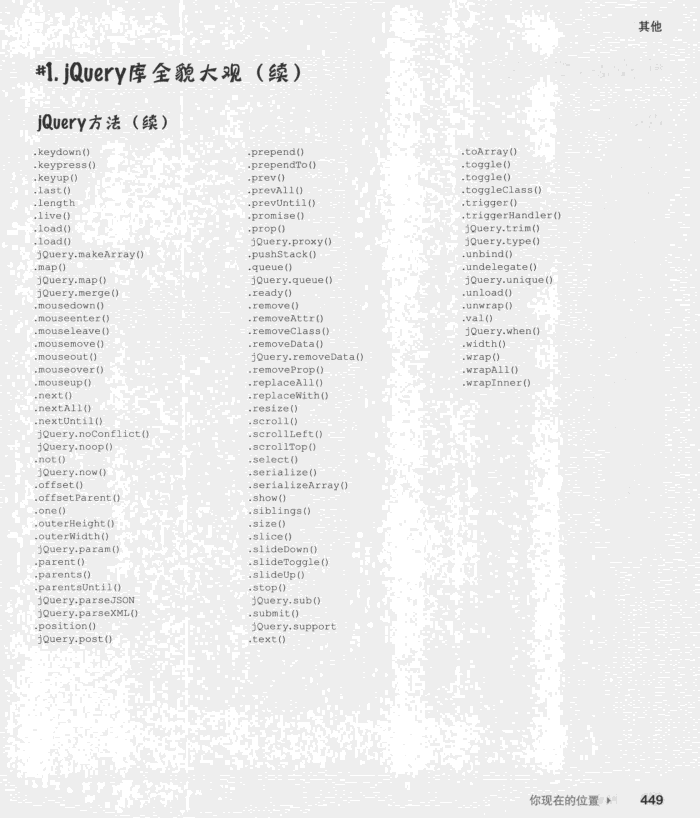 其他
#1. jQuery库全貌大观（续）
jQuery方法（续）
.keydown()
.keypress()
.keyup()
.last()
.length
.live()
.load()
.load()
jQuery.makeArray()
.map()
jQuery.map()
jQuery.merge()
.mousedown()
.mouseenter()
.mouseleave()
.mousemove()
.mouseout()
.mouseover()
.mouseup()
.next()
.nextAll()
.nextUntil()
jQuery.noConflict()
jQuery.noop()
.not()
jQuery.now()
.offset()
.offsetParent()
.one()
.outerHeight()
.outerWidth()
jQuery.param()
.parent()
.parents()
.parentsUntil()
jQuery.parseJSON
jQuery.parseXML()
.position()
jQuery.post()
.prepend()
.prependTo()
.prev()
.prevAll()
.prevUntil()
.promise()
.prop()
jQuery.proxy()
.pushStack()
.queue()
jQuery.queue()
.ready()
.remove()
.removeAttr()
.removeClass()
.removeData()
jQuery.removeData()
.removeProp()
.replaceAll()
.replaceWith()
.resize()
.scroll()
.scrollLeft()
.scrollTop()
.select()
.serialize()
.serializeArray()
.show()
.siblings()
.size()
.slice()
.slideDown()
.slideToggle()
.slideUp()
.stop()
jQuery.sub()
.submit()
jQuery.support
.text()
.toArray()
.toggle()
.toggle()
.toggleClass()
.trigger()
.triggerHandler()
jQuery.trim()
jQuery.type()
.unbind()
.undelegate()
jQuery.unique()
.unload()
.unwrap()
.val()
jQuery.when()
.width()
.wrap()
.wrapAll()
.wrapInner()
你现在的位置 449